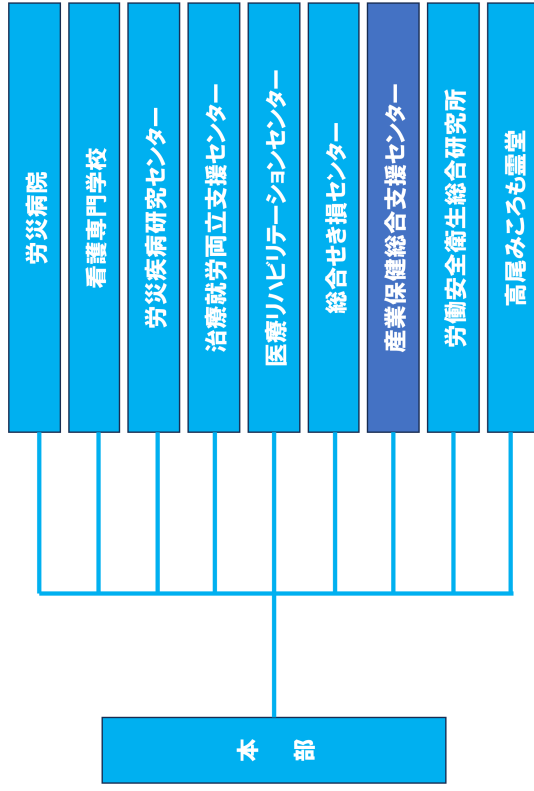 本　部
労災病院
看護専門学校
労災疾病研究センター
治療就労両立支援センター
医療リハビリテーションセンター
総合せき損センター
産業保健総合支援センター
労働安全衛生総合研究所
高尾みころも霊堂